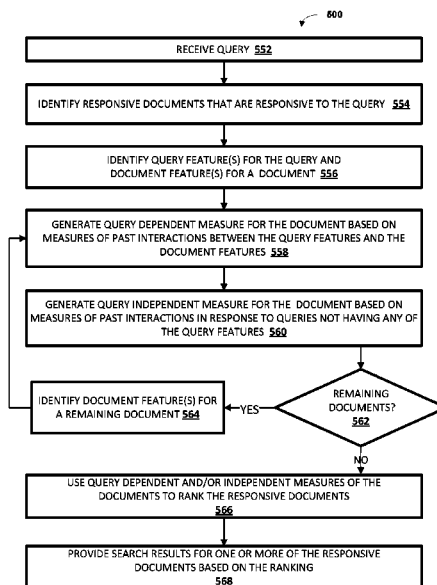 500
RECEIVE QUERY 552
IDENTIFY RESPONSIVE DOCUMENTS THAT ARE RESPONSIVE TO THE QUERY 554
IDENTIFY QUERY FEATURE(S) FOR THE QUERY AND
DOCUMENT FEATURE(S) FOR A DOCUMENT 556
GENERATE QUERY DEPENDENT MEASURE FOR THE DOCUMENT BASED ON
MEASURES OF PAST INTERACTIONS BETWEEN THE QUERY FEATURES AND THE
DOCUMENT FEATURES 558
GENERATE QUERY INDEPENDENT MEASURE FOR THE DOCUMENT BASED ON
MEASURES OF PAST INTERACTIONS IN RESPONSE TO QUERIES NOT HAVING ANY OF
THE QUERY FEATURES 560
IDENTIFY DOCUMENT FEATURE(S) FOR
A REMAINING DOCUMENT 564
YES
REMAINING
DOCUMENTS?
562
NO
USE QUERY DEPENDENT AND/OR INDEPENDENT MEASURES OF THE
DOCUMENTS TO RANK THE RESPONSIVE DOCUMENTS
566
PROVIDE SEARCH RESULTS FOR ONE OR MORE OF THE RESPONSIVE
DOCUMENTS BASED ON THE RANKING
568